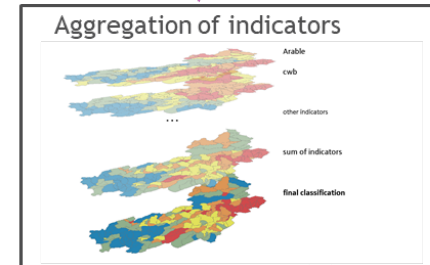 Aggregation of indicators
Arable
cwb
other Indicators
...
sum of indicators
final classification